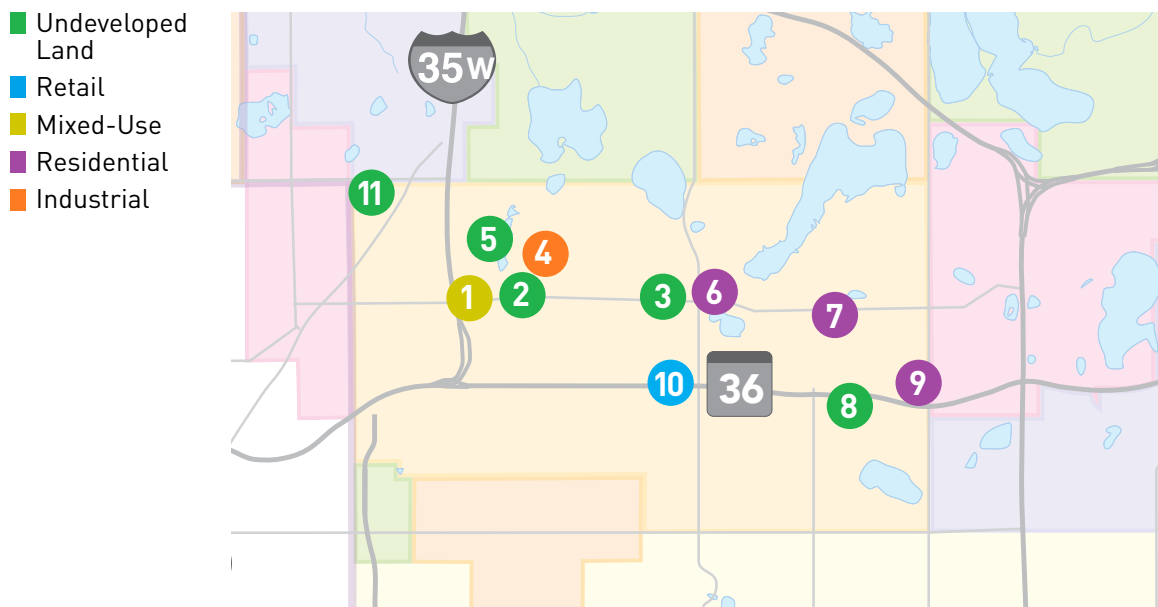 Undeveloped
Land
Retail
Mixed-Use
Residential
Industrial
35W
11
5
4
1
2
3
6
7
10
36
8
9